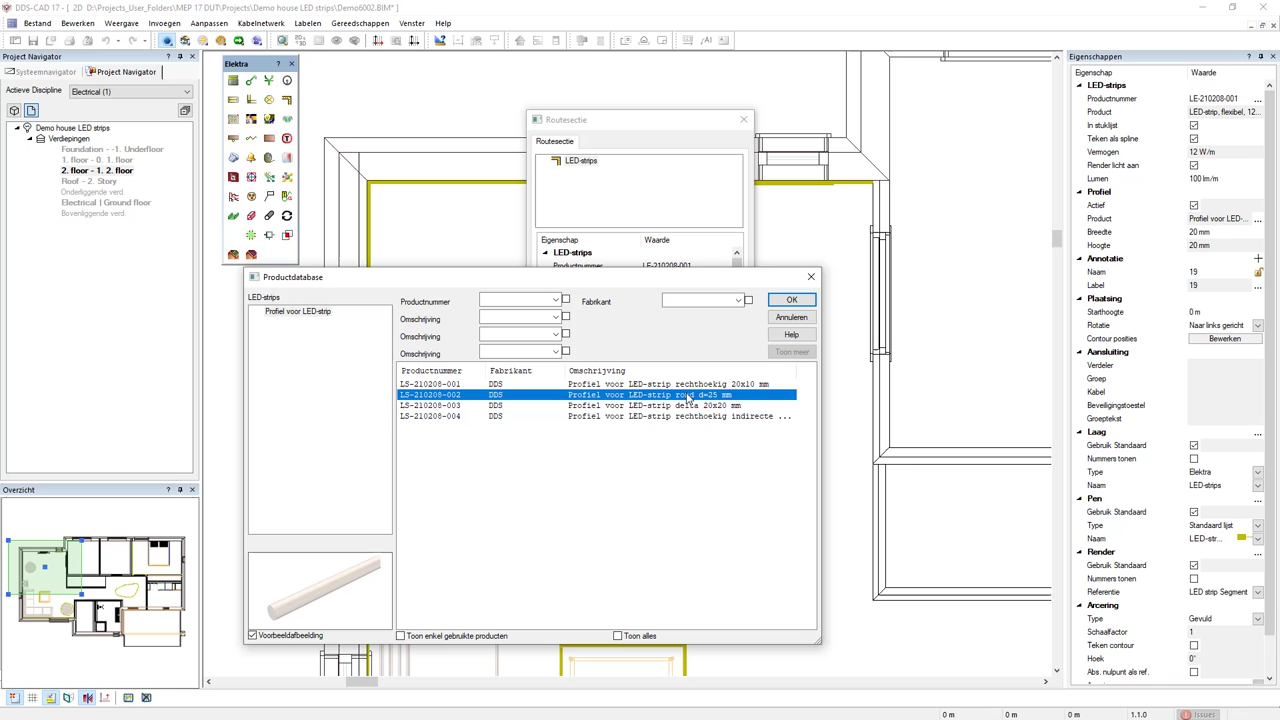 DDS-CAD 17 - [ 2D D:\Projects_User_Folders\MEP 17 DUT\Projects\Demo house LED strips\Demo6002.BIM*]
Bestand Bewerken Weergave Invoegen Aanpassen Kabelnetwerk Labelen Gereedschappen Venster Help
Project Navigator
Systeemnavigator Project Navigator
Actieve Discipline Electrical (1)
Demo house LED strips
Verdiepingen
Foundation - -1. Underfloor
1. floor - 0. 1. floor
2. floor - 1. 2. floor
Roof - 2. Story
Onderliggende verd.
Electrical | Ground floor
Bovenliggende verd.
Overzicht
Elektra
Routesectie
Routesectie
LED-strips
Eigenschap Waarde
LED-strips
Productnummer LE-210208-001
Productdatabase
LED-strips
Profiel voor LED-strip
Productnummer
Fabrikant
Omschrijving
Omschrijving
Omschrijving
OK
Annuleren
Help
Toon meer
Productnummer Fabrikant Omschrijving
LS-210208-001 DDS Profiel voor LED-strip rechthoekig 20x10 mm
LS-210208-002 DDS Profiel voor LED-strip rond d=25 mm
LS-210208-003 DDS Profiel voor LED-strip delta 20x20 mm
LS-210208-004 DDS Profiel voor LED-strip rechthoekig indirecte ...
Voorbeeldafbeelding
Toon enkel gebruikte producten
Toon alles
Eigenschappen
Eigenschap Waarde
LED-strips
Productnummer LE-210208-001 ...
Product LED-strip, flexibel, 12... ...
In stuklijst
Teken als spline
Vermogen 12 W/m
Render licht aan
Lumen 100 lm/m
Profiel
Actief
Product Profiel voor LED-... ...
Breedte 20 mm
Hoogte 20 mm
Annotatie
Naam 19
Label 19 ...
Plaatsing
Starthoogte 0 m
Rotatie Naar links gericht
Contour posities Bewerken
Aansluiting ...
Verdeler
Groep
Kabel
Beveiligingstoestel
Groeptekst
Laag ...
Gebruik Standaard
Nummers tonen
Type Elektra
Naam LED-strips
Pen ...
Gebruik Standaard
Type Standaard lijst
Naam LED-str...
Render ...
Gebruik Standaard
Nummers tonen
Referentie LED strip Segment
Arcering
Type Gevuld
Schaalfactor 1
Teken contour
Hoek 0°
Abs. nulpunt als ref.
0 m 0 m 0 m 1.1.0 Issues